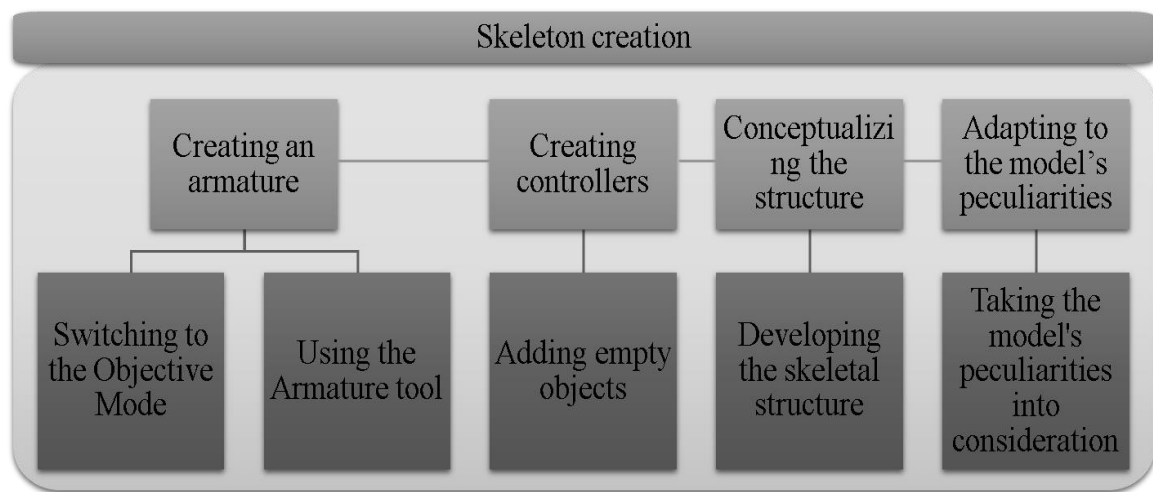 Skeleton creation
Creating an
armature
Creating
controllers
Conceptualizi
ng the
structure
Adapting to
the model’s
peculiarities
Switching to
the Objective
Mode
Using the
Armature tool
Adding empty
objects
Developing
the skeletal
structure
Taking the
model's
peculiarities
into
consideration